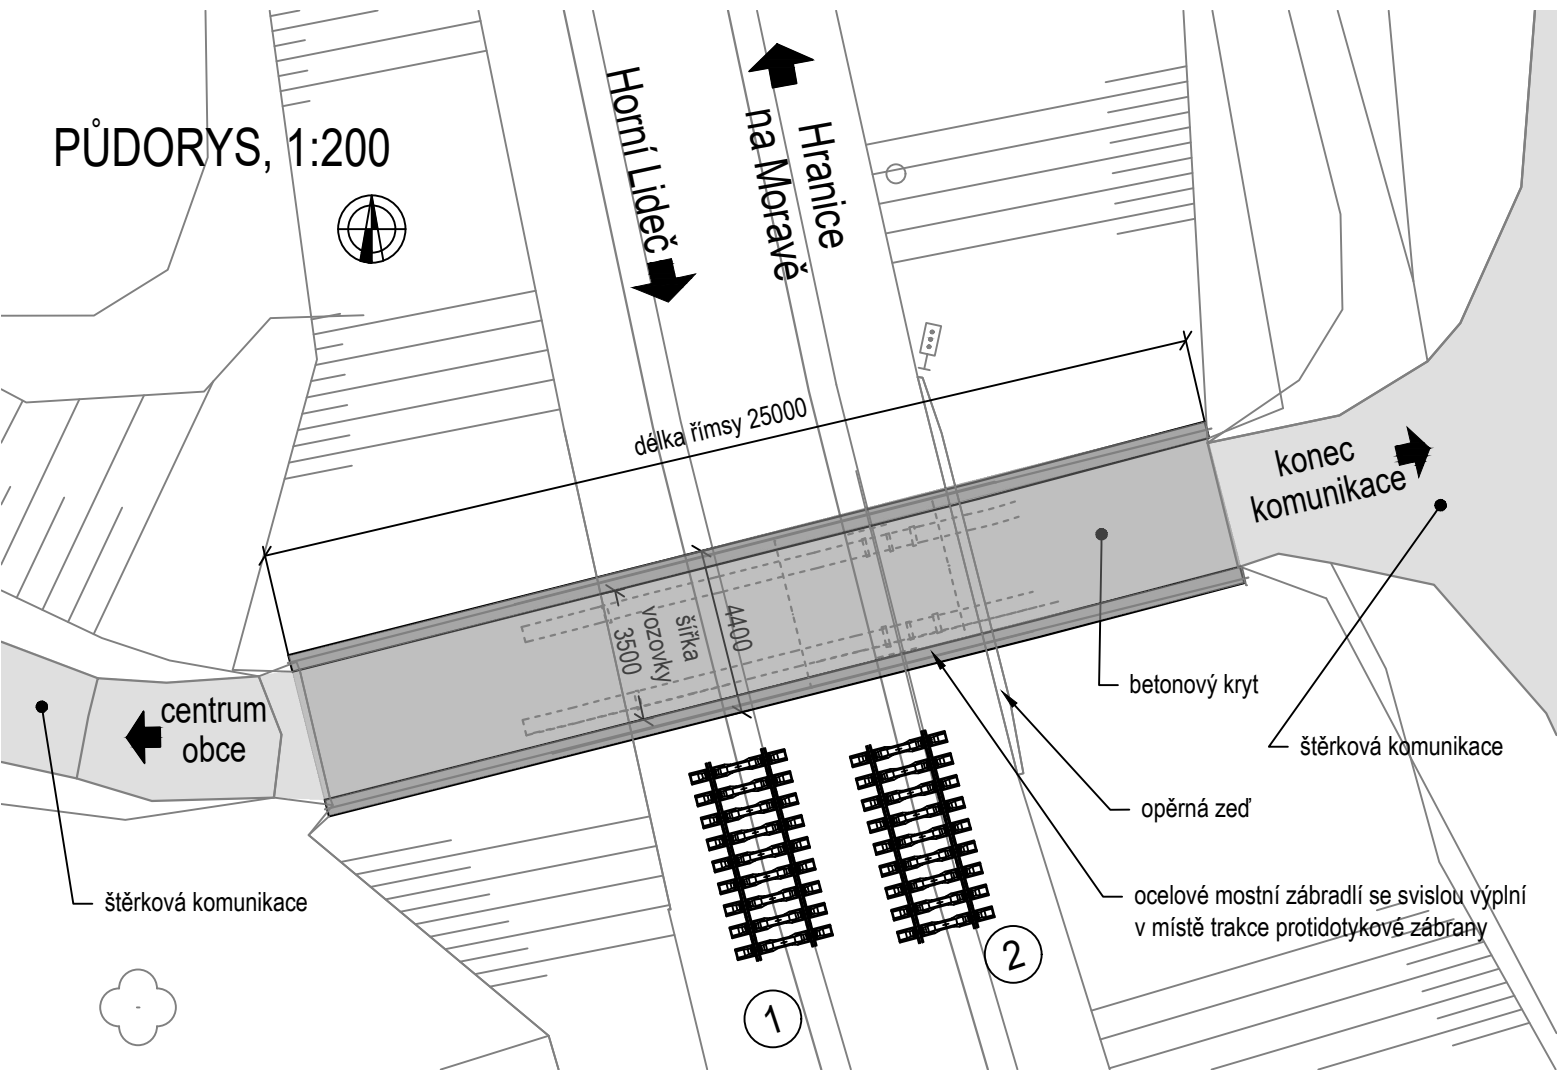 PŮDORYS, 1:200
Horní Lideč
Hranice
na Moravě
délka římsy 25000
konec
komunikace
4400
šířka
vozovky
3500
centrum
obce
betonový kryt
štěrková komunikace
opěrná zeď
ocelové mostní zábradlí se svislou výplní
v místě trakce protidotykové zábrany
štěrková komunikace
1
2